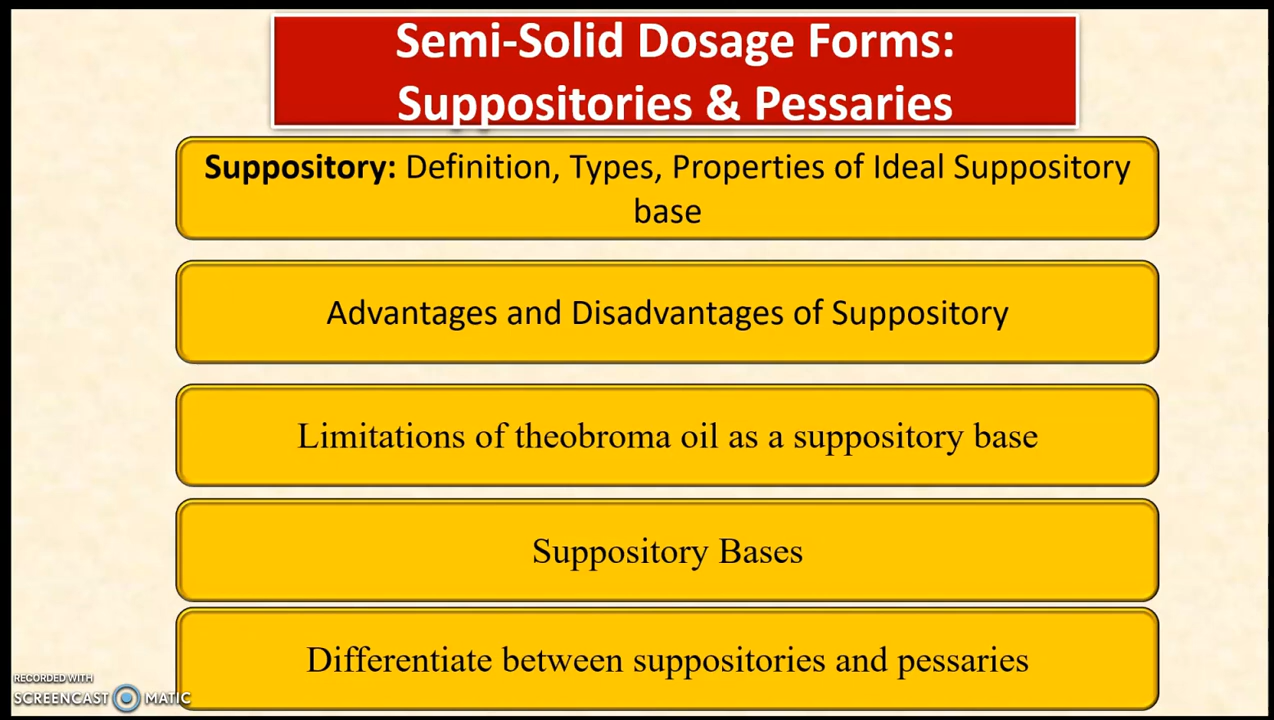 Semi-Solid Dosage Forms:
Suppositories & Pessaries
Suppository: Definition, Types, Properties of Ideal Suppository
base
Advantages and Disadvantages of Suppository
Limitations of theobroma oil as a suppository base
Suppository Bases
Differentiate between suppositories and pessaries
RECORDED WITH
SCREENCAST MATIC